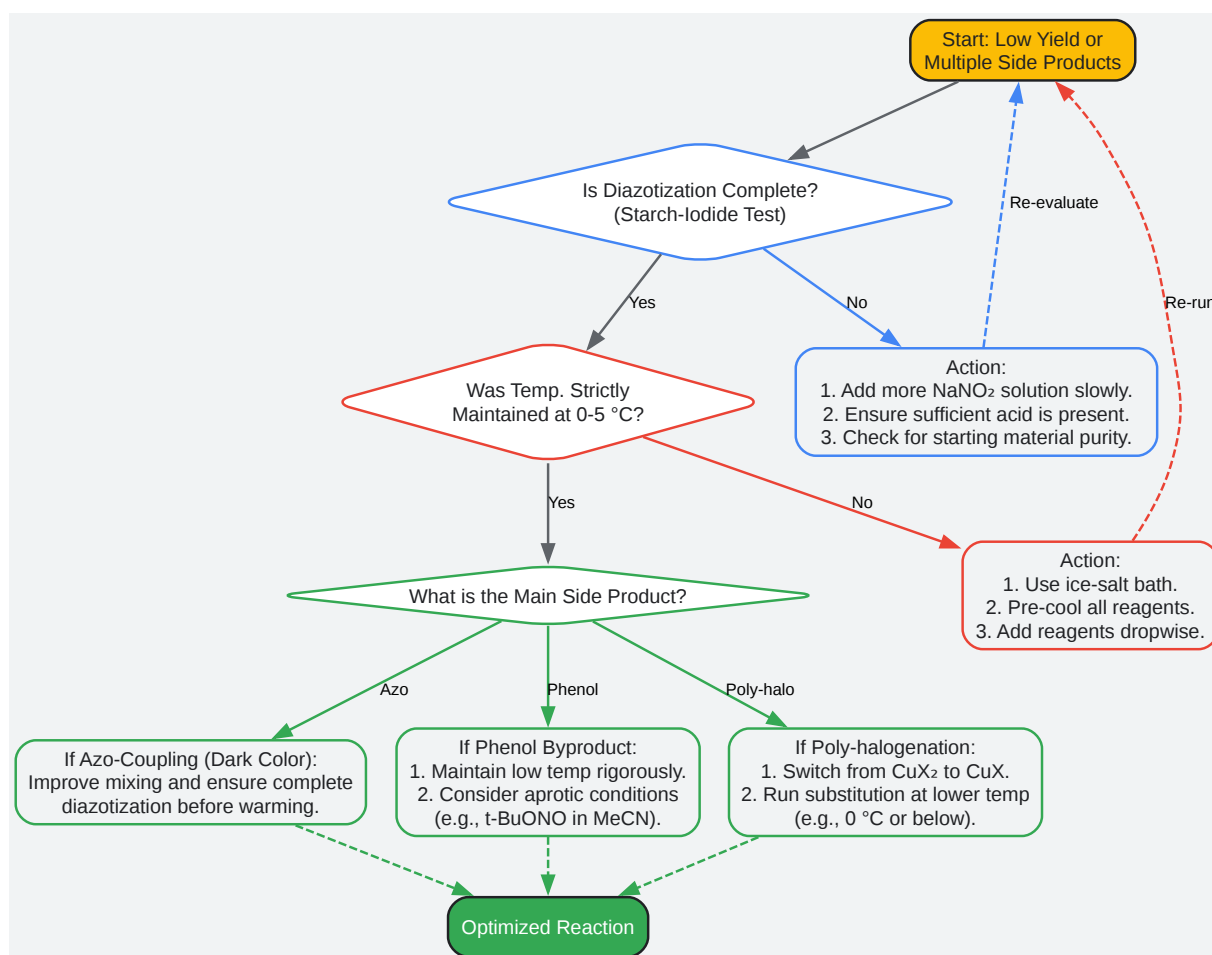 Start: Low Yield or
Multiple Side Products
Is Diazotization Complete?
(Starch-Iodide Test)
Re-evaluate
Yes
No
Re-run
Action:
1. Add more NaNO₂ solution slowly.
2. Ensure sufficient acid is present.
3. Check for starting material purity.
Was Temp. Strictly
Maintained at 0-5 °C?
Yes
No
Action:
1. Use ice-salt bath.
2. Pre-cool all reagents.
3. Add reagents dropwise.
What is the Main Side Product?
Azo
Phenol
Poly-halo
If Azo-Coupling (Dark Color):
Improve mixing and ensure complete
diazotization before warming.
If Phenol Byproduct:
1. Maintain low temp rigorously.
2. Consider aprotic conditions
(e.g., t-BuONO in MeCN).
If Poly-halogenation:
1. Switch from CuX₂ to CuX.
2. Run substitution at lower temp
(e.g., 0 °C or below).
Optimized Reaction